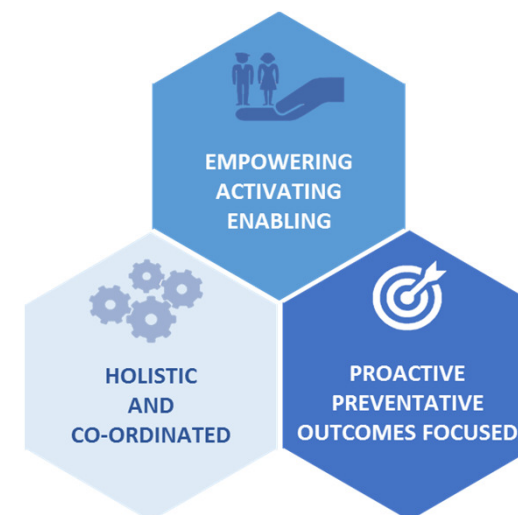 EMPOWERING
ACTIVATING
ENABLING
HOLISTIC
AND
CO-ORDINATED
PROACTIVE
PREVENTATIVE
OUTCOMES FOCUSED